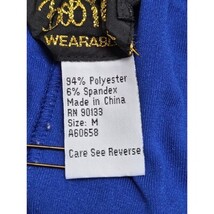 WEARABL
94% Polyester
6% Spandex
Made in China
RN 90133
Size: M
A60658
Care See Reverse